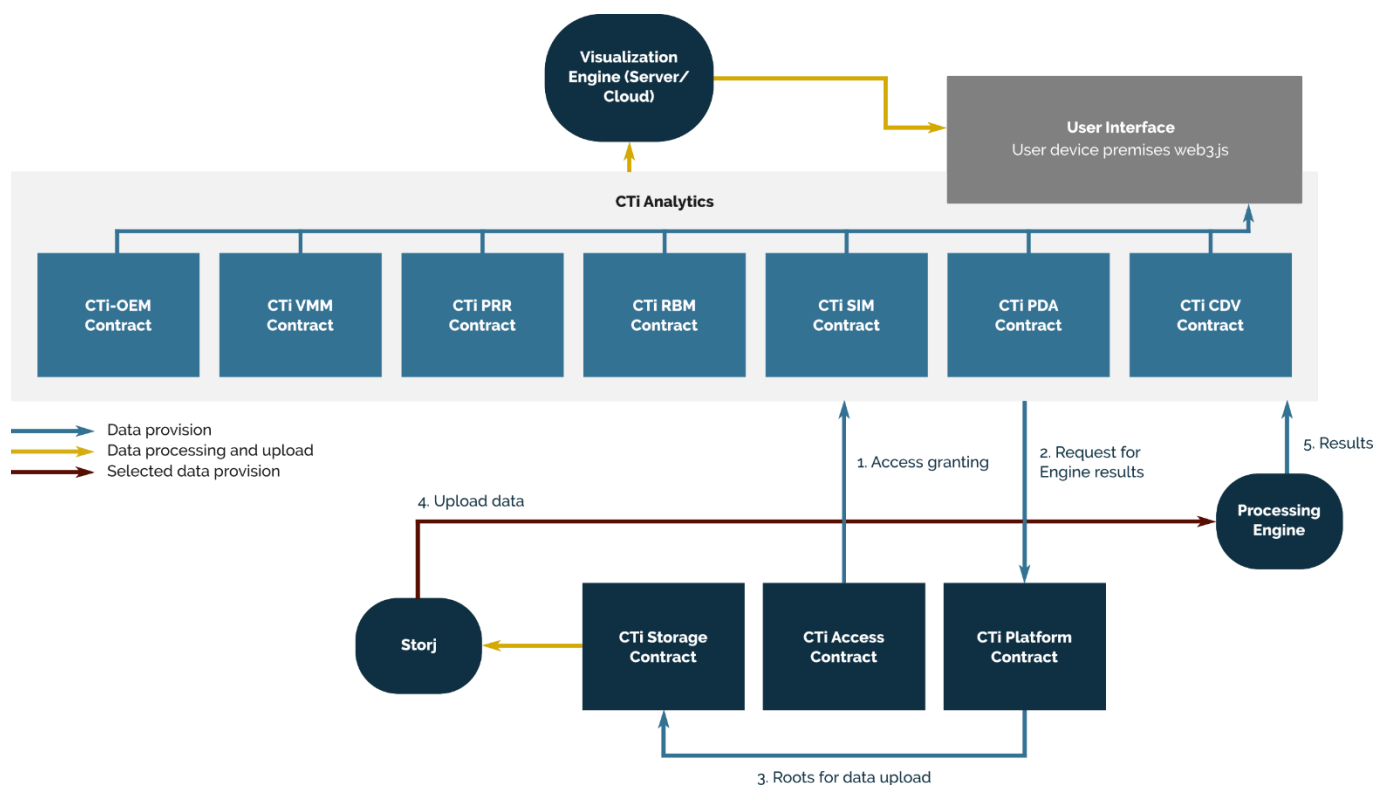 Visualization
Engine (Server/
Cloud)
User Interface
User device premises web3.js
CTi Analytics
CTi-OEM
Contract
CTi VMM
Contract
CTi PRR
Contract
CTi RBM
Contract
CTi SIM
Contract
CTi PDA
Contract
CTi CDV
Contract
Data provision
Data processing and upload
Selected data provision
1. Access granting
2. Request for
Engine results
5. Results
4. Upload data
Processing
Engine
Storj
CTi Storage
Contract
CTi Access
Contract
CTi Platform
Contract
3. Roots for data upload